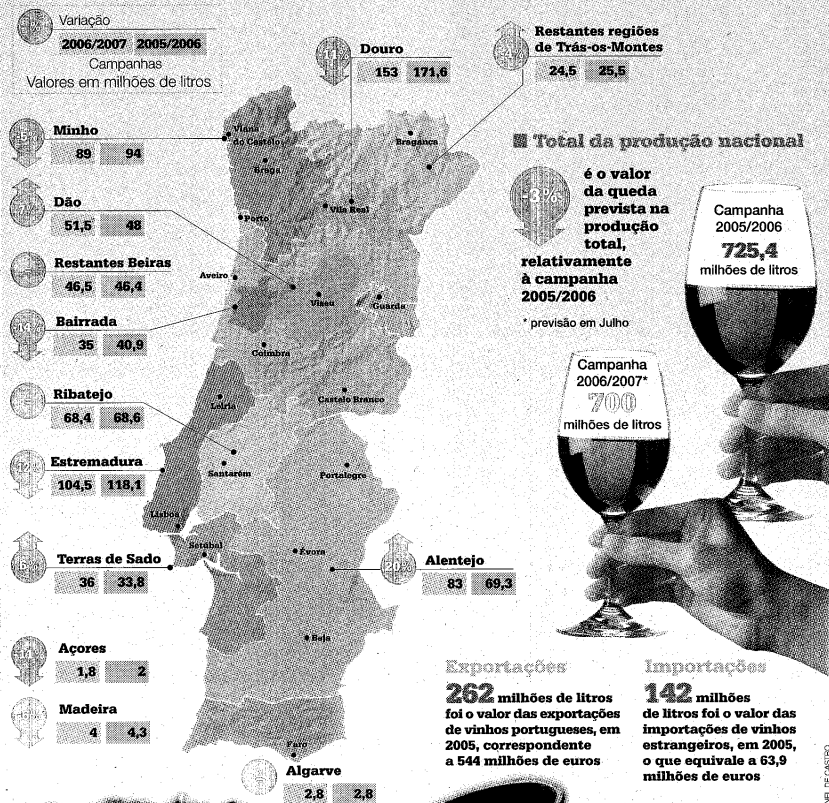 Variação
2006/2007 2005/2006
Campanhas
Valores em milhões de litros
Douro
153 171,6
Restantes regiões
de Trás-os-Montes
24,5 25,5
Minho
89 94
Dão
51,5 48
Restantes Beiras
46,5 46,4
Bairrada
35 40,9
Ribatejo
68,4 68,6
Estremadura
104,5 118,1
Terras de Sado
36 33,8
Açores
1,8 2
Madeira
4 4,3
Algarve
2,8 2,8
20%
Alentejo
83 69,3
Viana
do Castelo
Braga
Bragança
Porto
Vila Real
Aveiro
Viseu
Guarda
Coimbra
Leiria
Castelo Branco
Santarém
Portalegre
Lisboa
Setúbal
Évora
Beja
Faro
Total da produção nacional
-3%
é o valor
da queda
prevista na
produção
total,
relativamente
à campanha
2005/2006
* previsão em Julho
Campanha
2005/2006
725,4
milhões de litros
Campanha
2006/2007*
700
milhões de litros
Exportações
262 milhões de litros
foi o valor das exportações
de vinhos portugueses, em
2005, correspondente
a 544 milhões de euros
Importações
142 milhões
de litros foi o valor das
importações de vinhos
estrangeiros, em 2005,
o que equivale a 63,9
milhões de euros
DE CASTRO